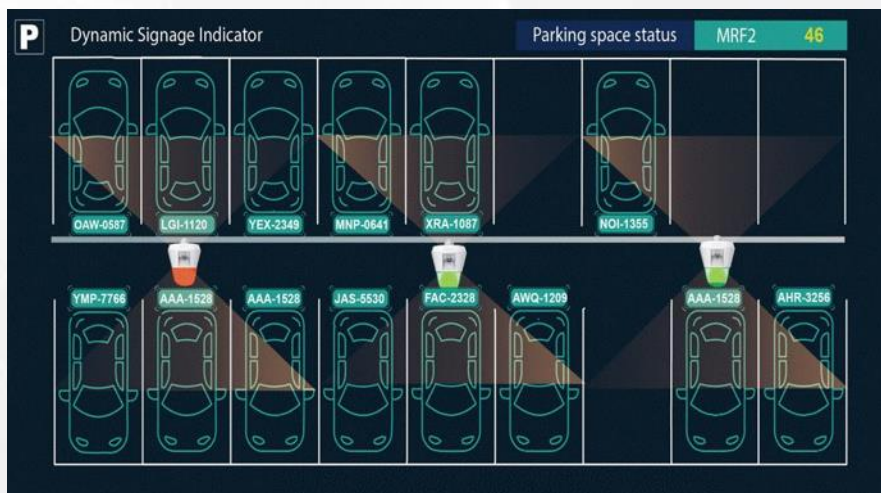 P Dynamic Signage Indicator Parking space status MRF2 46
OAW-0587 LGI-1120 YEX-2349 MNP-0641 XRA-1087 NOI-1355
YMP-7766 AAA-1528 AAA-1528 JAS-5530 FAC-2328 AWQ-1209 AAA-1528 AHR-3256